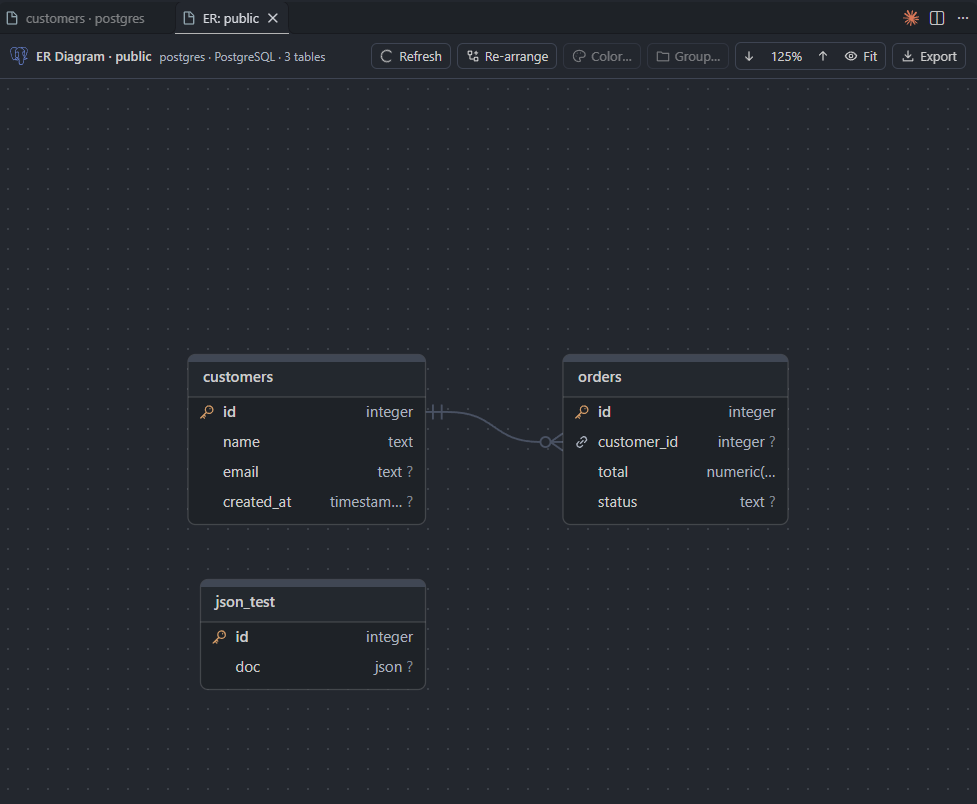 customers · postgres
ER: public
ER Diagram · public postgres · PostgreSQL · 3 tables
Refresh
Re-arrange
Color...
Group...
125%
Fit
Export
customers
id integer
name text
email text ?
created_at timestam... ?
orders
id integer
customer_id integer ?
total numeric(...
status text ?
json_test
id integer
doc json ?